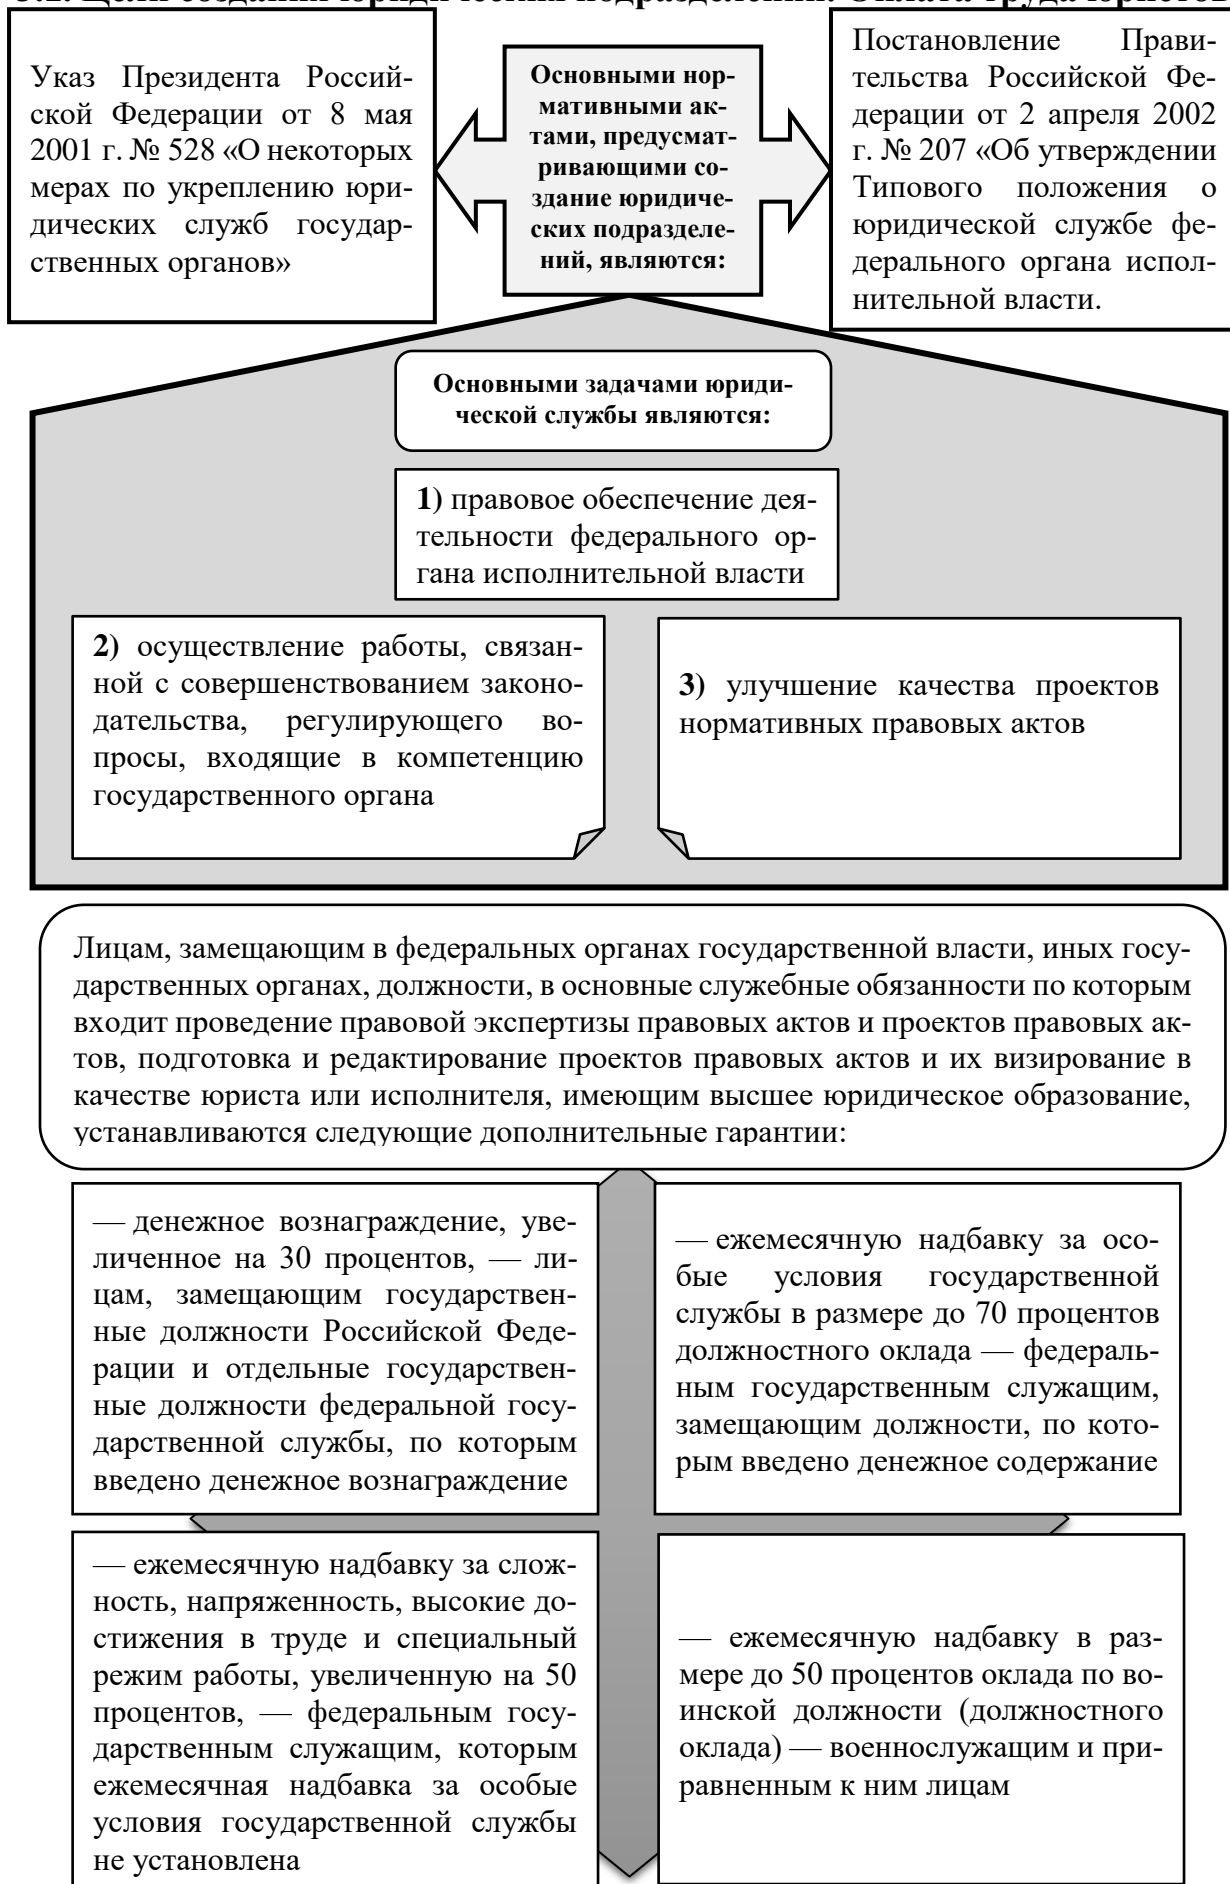 3.2. Цели создания юридических подразделений. Оплата труда юристов
Указ Президента Россий-
ской Федерации от 8 мая
2001 г. № 528 «О некоторых
мерах по укреплению юри-
дических служб государ-
ственных органов»
Основными нор-
мативными ак-
тами, предусмат-
ривающими со-
здание юридиче-
ских подразделе-
ний, являются:
Постановление Прави-
тельства Российской Фе-
дерации от 2 апреля 2002
г. № 207 «Об утверждении
Типового положения о
юридической службе фе-
дерального органа испол-
нительной власти.
Основными задачами юриди-
ческой службы являются:
1) правовое обеспечение дея-
тельности федерального ор-
гана исполнительной власти
2) осуществление работы, связан-
ной с совершенствованием законо-
дательства, регулирующего во-
просы, входящие в компетенцию
государственного органа
3) улучшение качества проектов
нормативных правовых актов
Лицам, замещающим в федеральных органах государственной власти, иных госу-
дарственных органах, должности, в основные служебные обязанности по которым
входит проведение правовой экспертизы правовых актов и проектов правовых ак-
тов, подготовка и редактирование проектов правовых актов и их визирование в
качестве юриста или исполнителя, имеющим высшее юридическое образование,
устанавливаются следующие дополнительные гарантии:
— денежное вознаграждение, уве-
личенное на 30 процентов, — ли-
цам, замещающим государствен-
ные должности Российской Феде-
рации и отдельные государствен-
ные должности федеральной госу-
дарственной службы, по которым
введено денежное вознаграждение
— ежемесячную надбавку за осо-
бые условия государственной
службы в размере до 70 процентов
должностного оклада — федераль-
ным государственным служащим,
замещающим должности, по кото-
рым введено денежное содержание
— ежемесячную надбавку за слож-
ность, напряженность, высокие до-
стижения в труде и специальный
режим работы, увеличенную на 50
процентов, — федеральным госу-
дарственным служащим, которым
ежемесячная надбавка за особые
условия государственной службы
не установлена
— ежемесячную надбавку в раз-
мере до 50 процентов оклада по во-
инской должности (должностного
оклада) — военнослужащим и при-
равненным к ним лицам